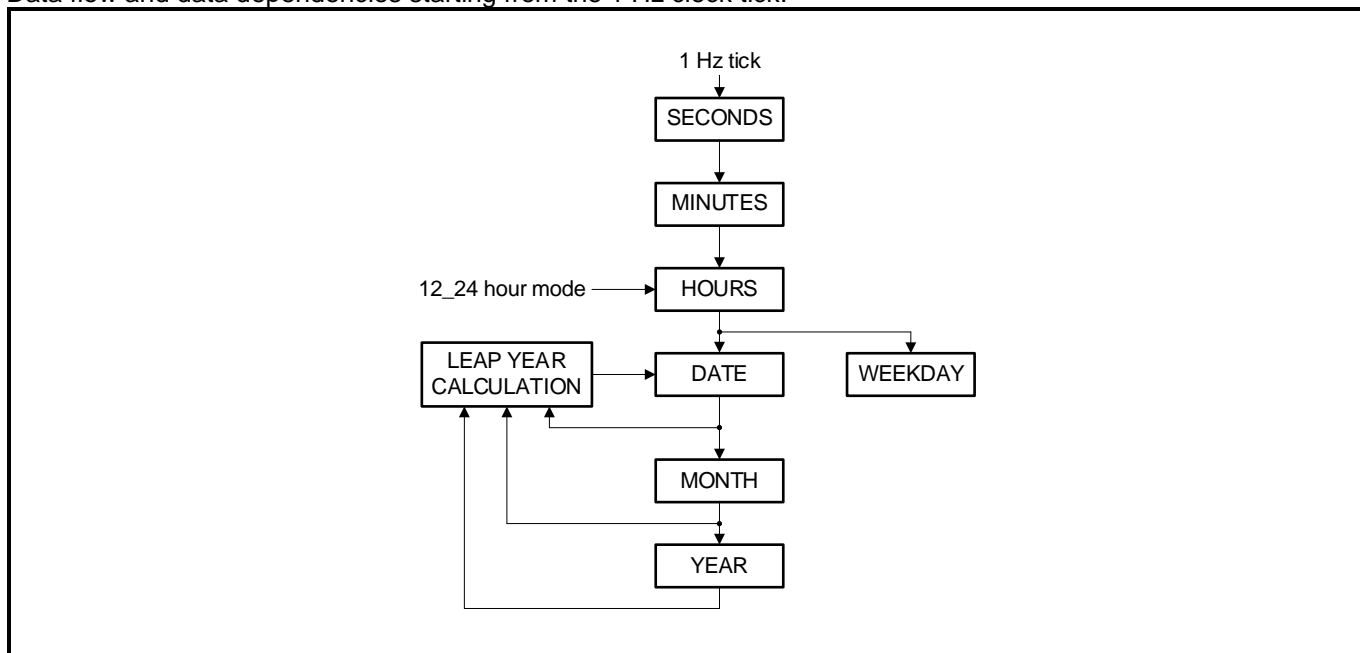 Data flow and data dependencies starting from the 1 Hz clock tick:
1 Hz tick
SECONDS
MINUTES
12_24 hour mode
HOURS
LEAP YEAR
CALCULATION
DATE
WEEKDAY
MONTH
YEAR